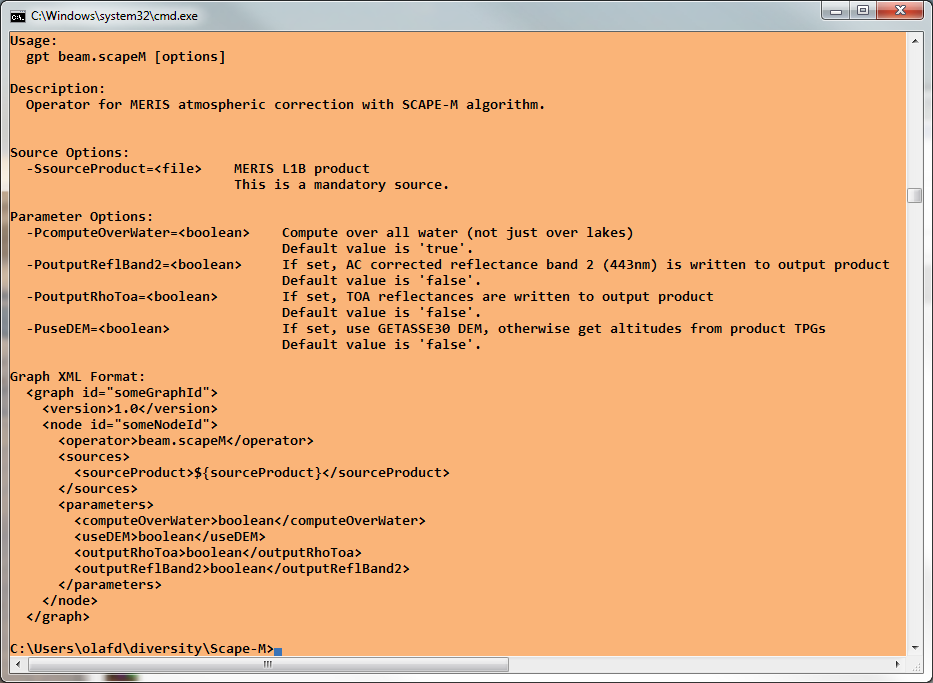 C:\Windows\system32\cmd.exe
Usage:
  gpt beam.scapeM [options]

Description:
  Operator for MERIS atmospheric correction with SCAPE-M algorithm.


Source Options:
  -SsourceProduct=<file>    MERIS L1B product
                            This is a mandatory source.

Parameter Options:
  -PcomputeOverWater=<boolean>    Compute over all water (not just over lakes)
                                  Default value is 'true'.
  -PoutputReflBand2=<boolean>     If set, AC corrected reflectance band 2 (443nm) is written to output product
                                  Default value is 'false'.
  -PoutputRhoToa=<boolean>        If set, TOA reflectances are written to output product
                                  Default value is 'false'.
  -PuseDEM=<boolean>              If set, use GETASSE30 DEM, otherwise get altitudes from product TPGs
                                  Default value is 'false'.

Graph XML Format:
  <graph id="someGraphId">
    <version>1.0</version>
    <node id="someNodeId">
      <operator>beam.scapeM</operator>
      <sources>
        <sourceProduct>${sourceProduct}</sourceProduct>
      </sources>
      <parameters>
        <computeOverWater>boolean</computeOverWater>
        <useDEM>boolean</useDEM>
        <outputRhoToa>boolean</outputRhoToa>
        <outputReflBand2>boolean</outputReflBand2>
      </parameters>
    </node>
  </graph>

C:\Users\olafd\diversity\Scape-M>